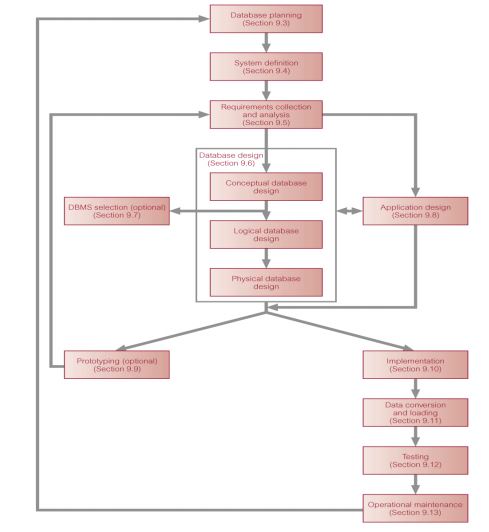 Database planning
(Section 9.3)
System definition
(Section 9.4)
Requirements collection
and analysis
(Section 9.5)
Database design
(Section 9.6)
Conceptual database
design
DBMS selection (optional)
(Section 9.7)
Application design
(Section 9.8)
Logical database
design
Physical database
design
Prototyping (optional)
(Section 9.9)
Implementation
(Section 9.10)
Data conversion
and loading
(Section 9.11)
Testing
(Section 9.12)
Operational maintenance
(Section 9.13)